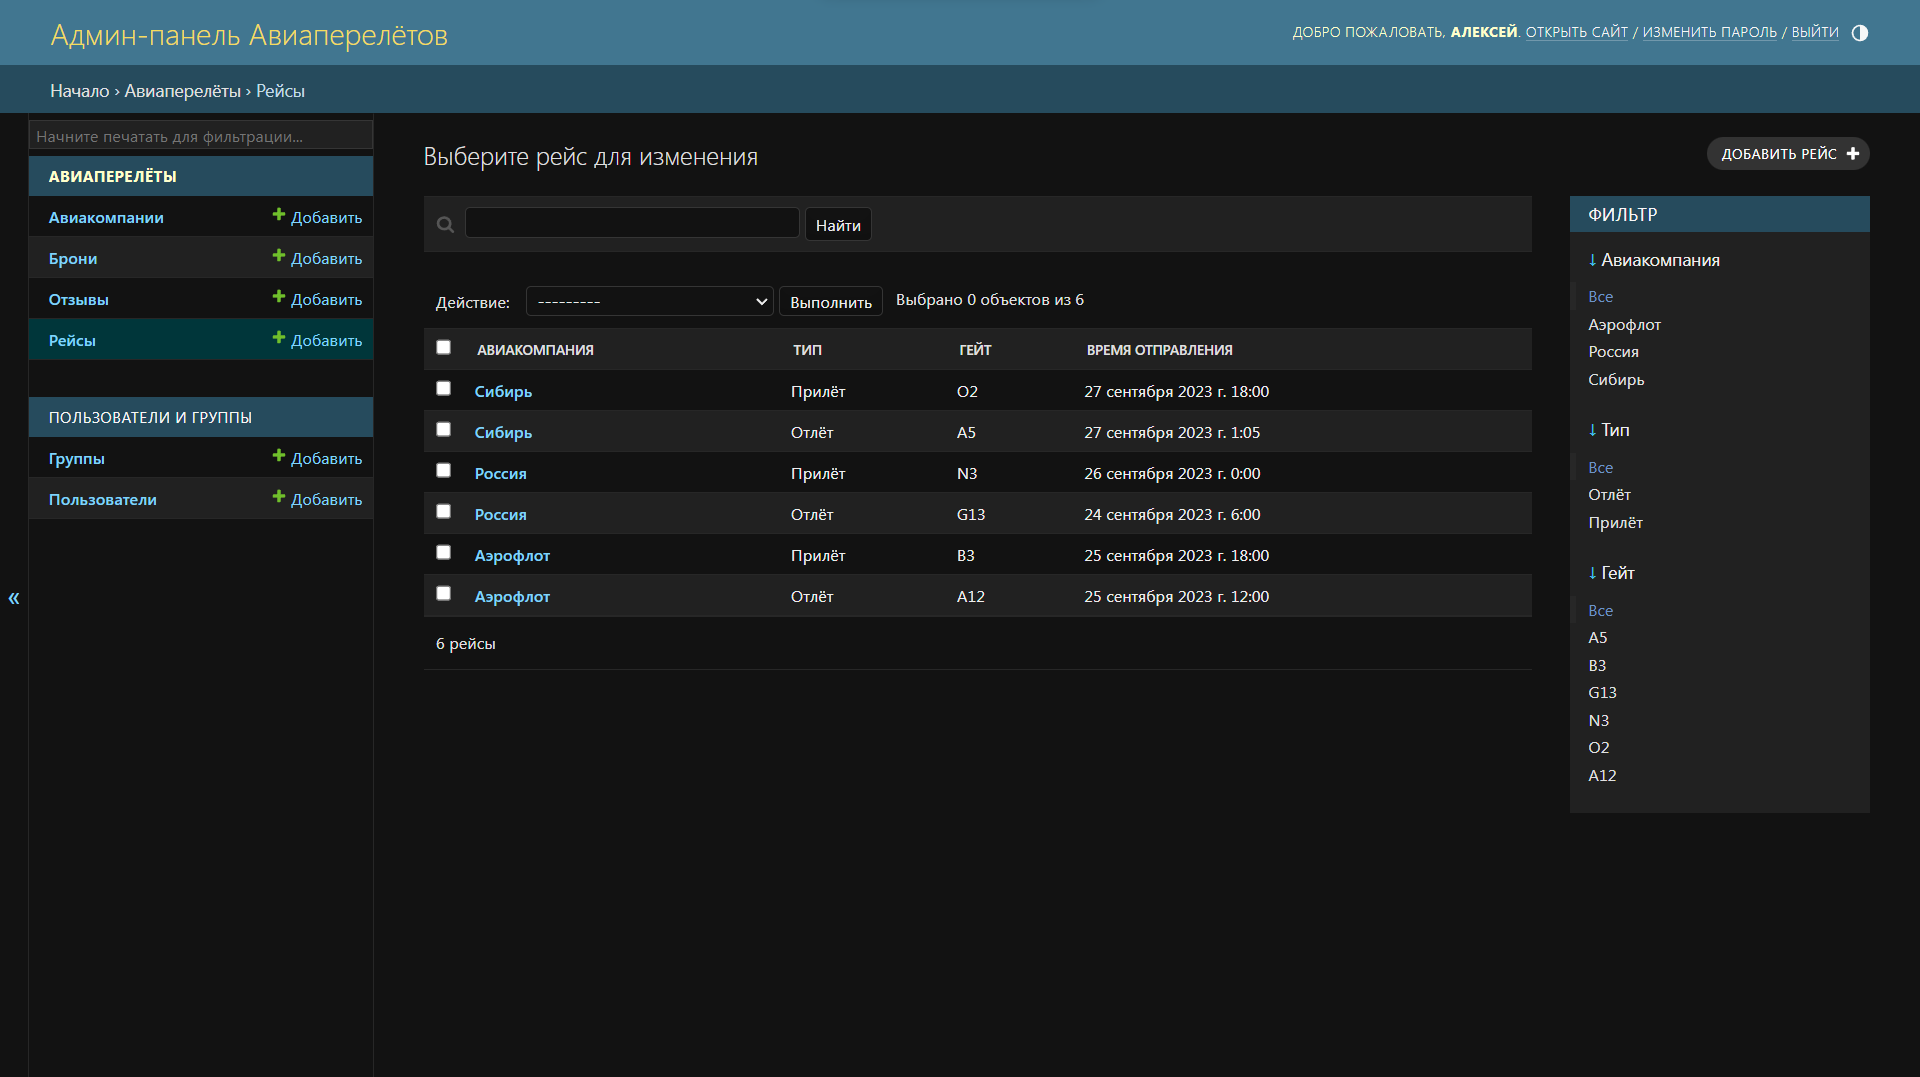 Админ-панель Авиаперелётов
ДОБРО ПОЖАЛОВАТЬ, АЛЕКСЕЙ. ОТКРЫТЬ САЙТ / ИЗМЕНИТЬ ПАРОЛЬ / ВЫЙТИ
Начало › Авиаперелёты › Рейсы
Начните печатать для фильтрации...
АВИАПЕРЕЛЁТЫ
Авиакомпании Добавить
Брони Добавить
Отзывы Добавить
Рейсы Добавить
ПОЛЬЗОВАТЕЛИ И ГРУППЫ
Группы Добавить
Пользователи Добавить
«
Выберите рейс для изменения
ДОБАВИТЬ РЕЙС
Найти
Действие: --------- Выполнить Выбрано 0 объектов из 6
АВИАКОМПАНИЯ ТИП ГЕЙТ ВРЕМЯ ОТПРАВЛЕНИЯ
Сибирь Прилёт O2 27 сентября 2023 г. 18:00
Сибирь Отлёт A5 27 сентября 2023 г. 1:05
Россия Прилёт N3 26 сентября 2023 г. 0:00
Россия Отлёт G13 24 сентября 2023 г. 6:00
Аэрофлот Прилёт B3 25 сентября 2023 г. 18:00
Аэрофлот Отлёт A12 25 сентября 2023 г. 12:00
6 рейсы
ФИЛЬТР
↓ Авиакомпания
Все
Аэрофлот
Россия
Сибирь
↓ Тип
Все
Отлёт
Прилёт
↓ Гейт
Все
A5
B3
G13
N3
O2
A12